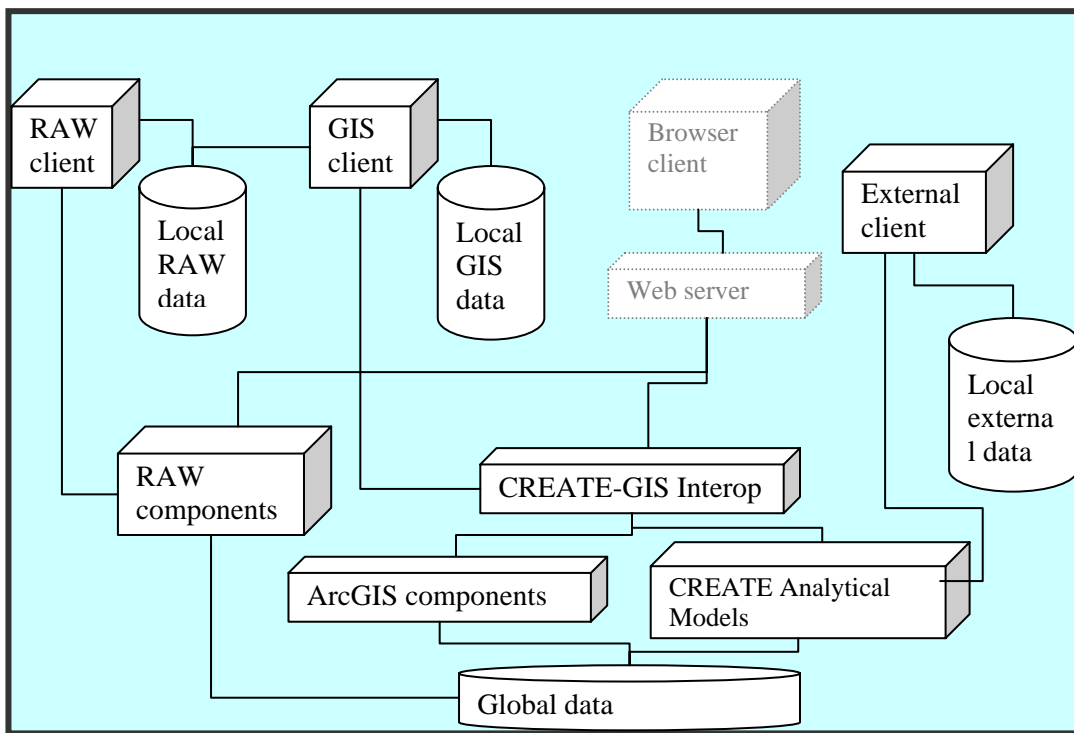 RAW
client
GIS
client
Browser
client
External
client
Local
RAW
data
Local
GIS
data
Web server
Local
externa
l data
RAW
components
CREATE-GIS Interop
ArcGIS components
CREATE Analytical
Models
Global data